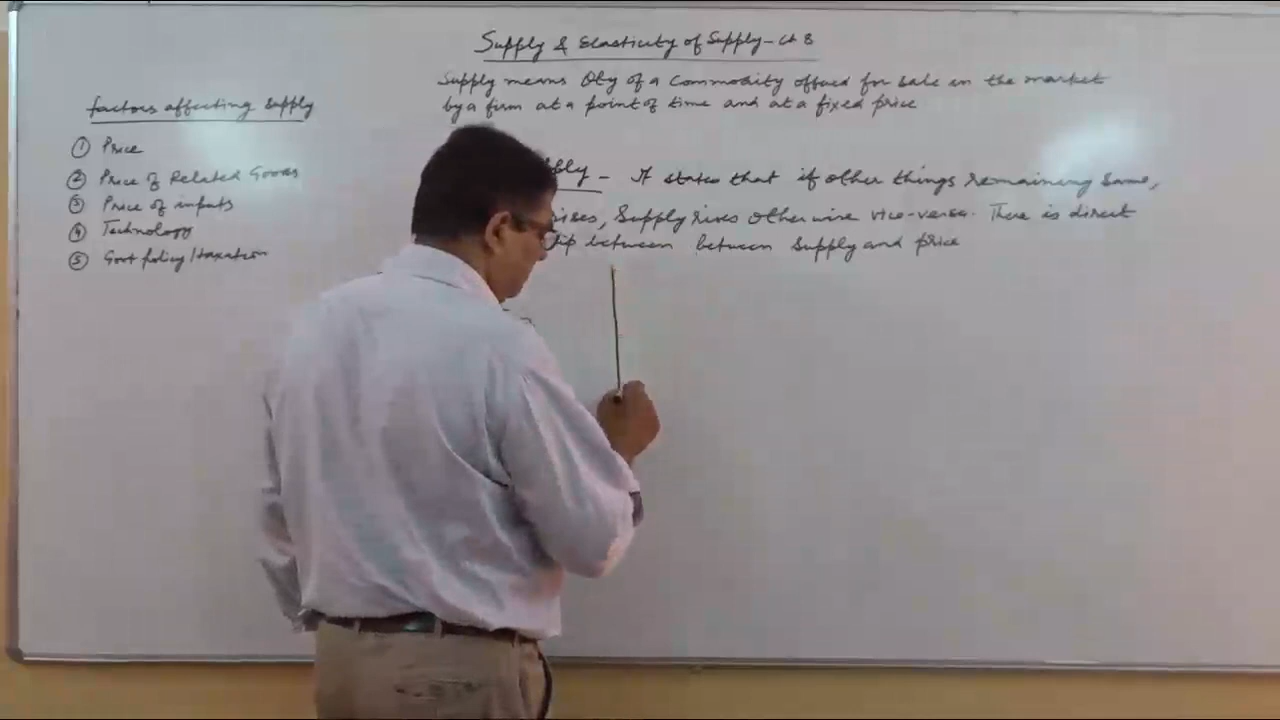 Supply & Elasticity of Supply - Ch 8
Supply means Qty of a commodity offered for sale in the market
by a firm at a point of time and at a fixed price
factors affecting supply
① Price
② Price of Related Goods
③ Price of inputs
④ Technology
⑤ Govt policy / taxation
- It states that if other things remaining same,
Supply rises otherwise vice-versa. There is direct
between between supply and price